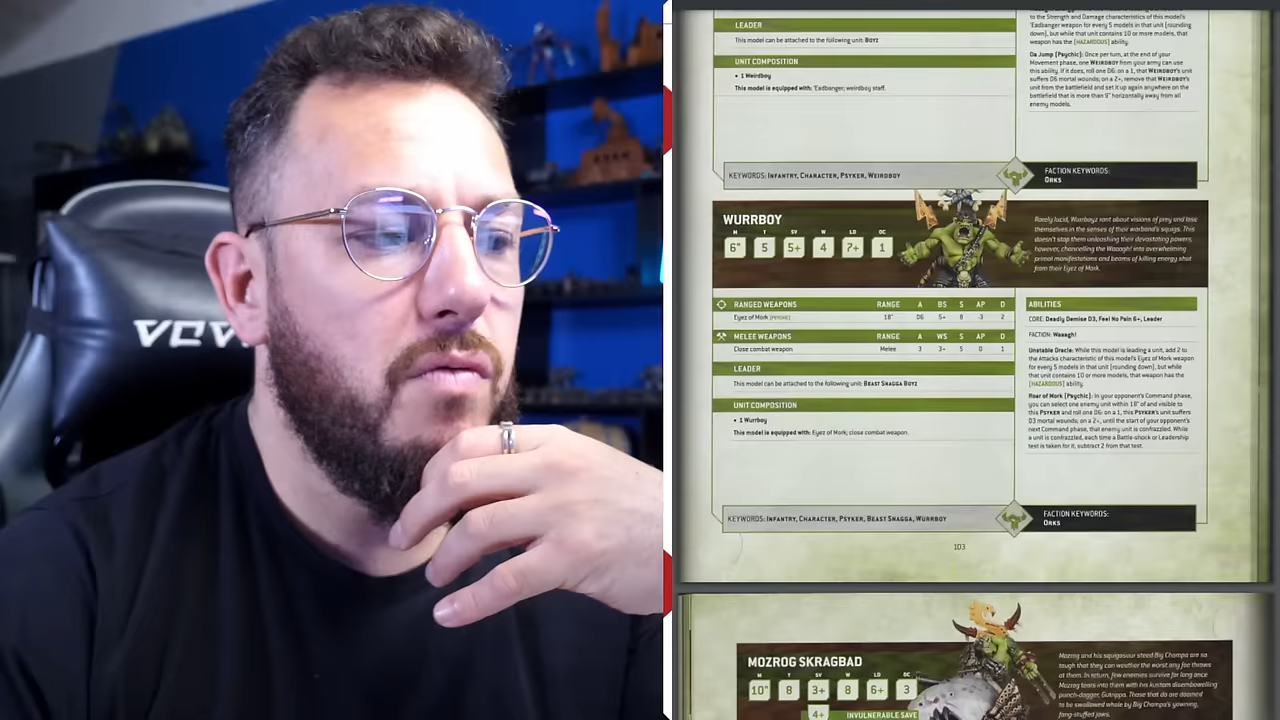 to the Strength and Damage characteristics of this model's
'Eadbanger weapon for every 5 models in that unit (rounding
down), but while that unit contains 10 or more models, that
weapon has the [HAZARDOUS] ability.
LEADER
This model can be attached to the following unit: BOYZ
UNIT COMPOSITION
• 1 Weirdboy
This model is equipped with: 'Eadbanger; weirdboy staff.
Da Jump (Psychic): Once per turn, at the end of your
Movement phase, one WEIRDBOY from your army can use
this ability. If it does, roll one D6: on a 1, that WEIRDBOY's unit
suffers D6 mortal wounds; on a 2+, remove that WEIRDBOY's
unit from the battlefield and set it up again anywhere on the
battlefield that is more than 9" horizontally away from all
enemy models.
KEYWORDS: INFANTRY, CHARACTER, PSYKER, WEIRDBOY
FACTION KEYWORDS:
ORKS
WURRBOY
M T SV W LD OC
6" 5 5+ 4 7+ 1
Rarely lucid, Wurrboyz rant about visions of prey and lose
themselves in the senses of their warband's squigs. This
doesn't stop them unleashing their devastating powers,
however, channelling the Waaagh! into overwhelming
primal manifestations and beams of killing energy shot
from their Eyez of Mork.
RANGED WEAPONS RANGE A BS S AP D
Eyez of Mork [PSYCHIC] 18" D6 5+ 8 -3 2
MELEE WEAPONS RANGE A WS S AP D
Close combat weapon Melee 3 3+ 5 0 1
LEADER
This model can be attached to the following unit: BEAST SNAGGA BOYZ
UNIT COMPOSITION
• 1 Wurrboy
This model is equipped with: Eyez of Mork; close combat weapon.
ABILITIES
CORE: Deadly Demise D3, Feel No Pain 6+, Leader
FACTION: Waaagh!
Unstable Oracle: While this model is leading a unit, add 2 to
the Attacks characteristic of this model's Eyez of Mork weapon
for every 5 models in that unit (rounding down), but while
that unit contains 10 or more models, that weapon has the
[HAZARDOUS] ability.
Roar of Mork (Psychic): In your opponent's Command phase,
you can select one enemy unit within 18" of and visible to
this PSYKER and roll one D6: on a 1, this PSYKER's unit suffers
D3 mortal wounds; on a 2+, until the start of your opponent's
next Command phase, that enemy unit is confrazzled. While
a unit is confrazzled, each time a Battle-shock or Leadership
test is taken for it, subtract 2 from that test.
KEYWORDS: INFANTRY, CHARACTER, PSYKER, BEAST SNAGGA, WURRBOY
FACTION KEYWORDS:
ORKS
103
MOZROG SKRAGBAD
M T SV W LD OC
10" 8 3+ 8 6+ 3
4+ INVULNERABLE SAVE
Mozrog and his squigosaur steed Big Chompa are so
tough that they can weather the worst any foe throws
at them. In return, few enemies survive for long once
Mozrog tears into them with his kustom disembowelling
punch-dagger, Gutrippa. Those that do are doomed
to be swallowed whole by Big Chompa's yawning,
fang-stuffed jaws.